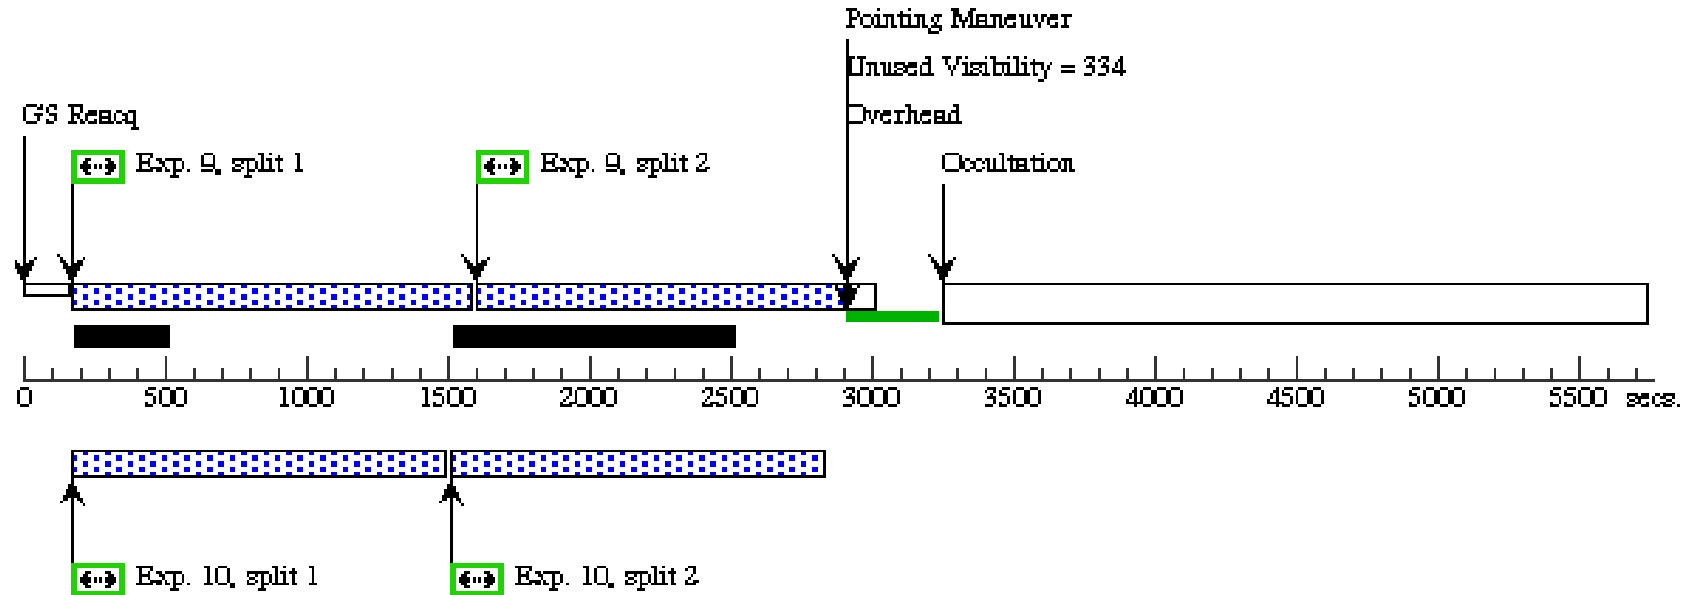 Pointing Maneuver
Unused Visibility = 334
GS Reacq
Overhead
Exp. 9, split 1
Exp. 9, split 2
Occultation
0 500 1000 1500 2000 2500 3000 3500 4000 4500 5000 5500 secs.
Exp. 10, split 1
Exp. 10, split 2